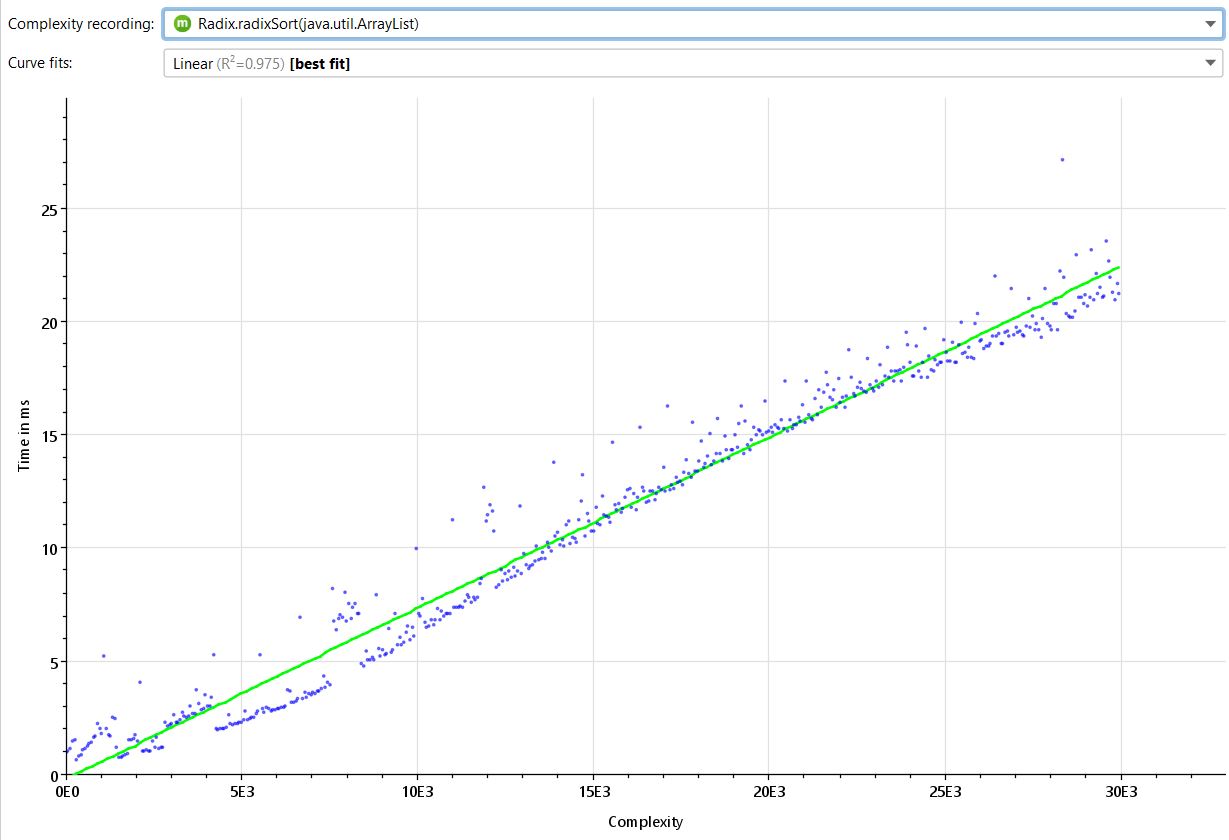 Complexity recording: m Radix.radixSort(java.util.ArrayList)
Curve fits: Linear (R²=0.975) [best fit]
Time in ms
25
20
15
10
5
0
0E0 5E3 10E3 15E3 20E3 25E3 30E3
Complexity